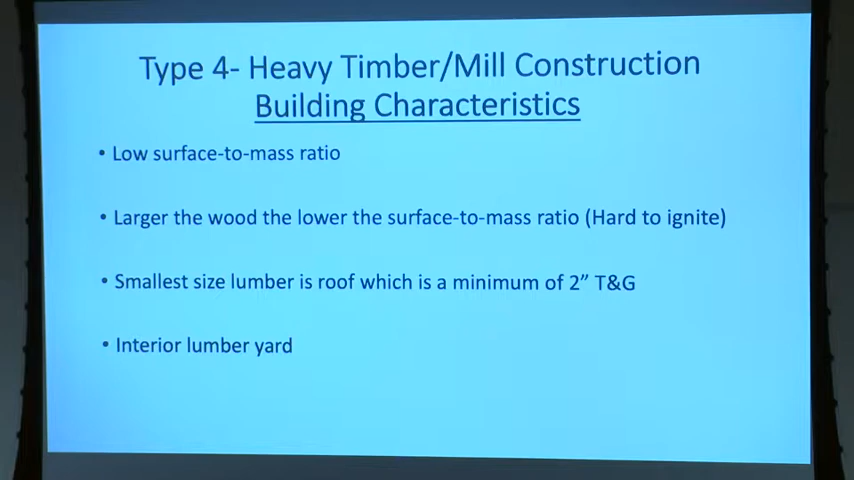 Type 4- Heavy Timber/Mill Construction
Building Characteristics
• Low surface-to-mass ratio
• Larger the wood the lower the surface-to-mass ratio (Hard to ignite)
• Smallest size lumber is roof which is a minimum of 2” T&G
• Interior lumber yard